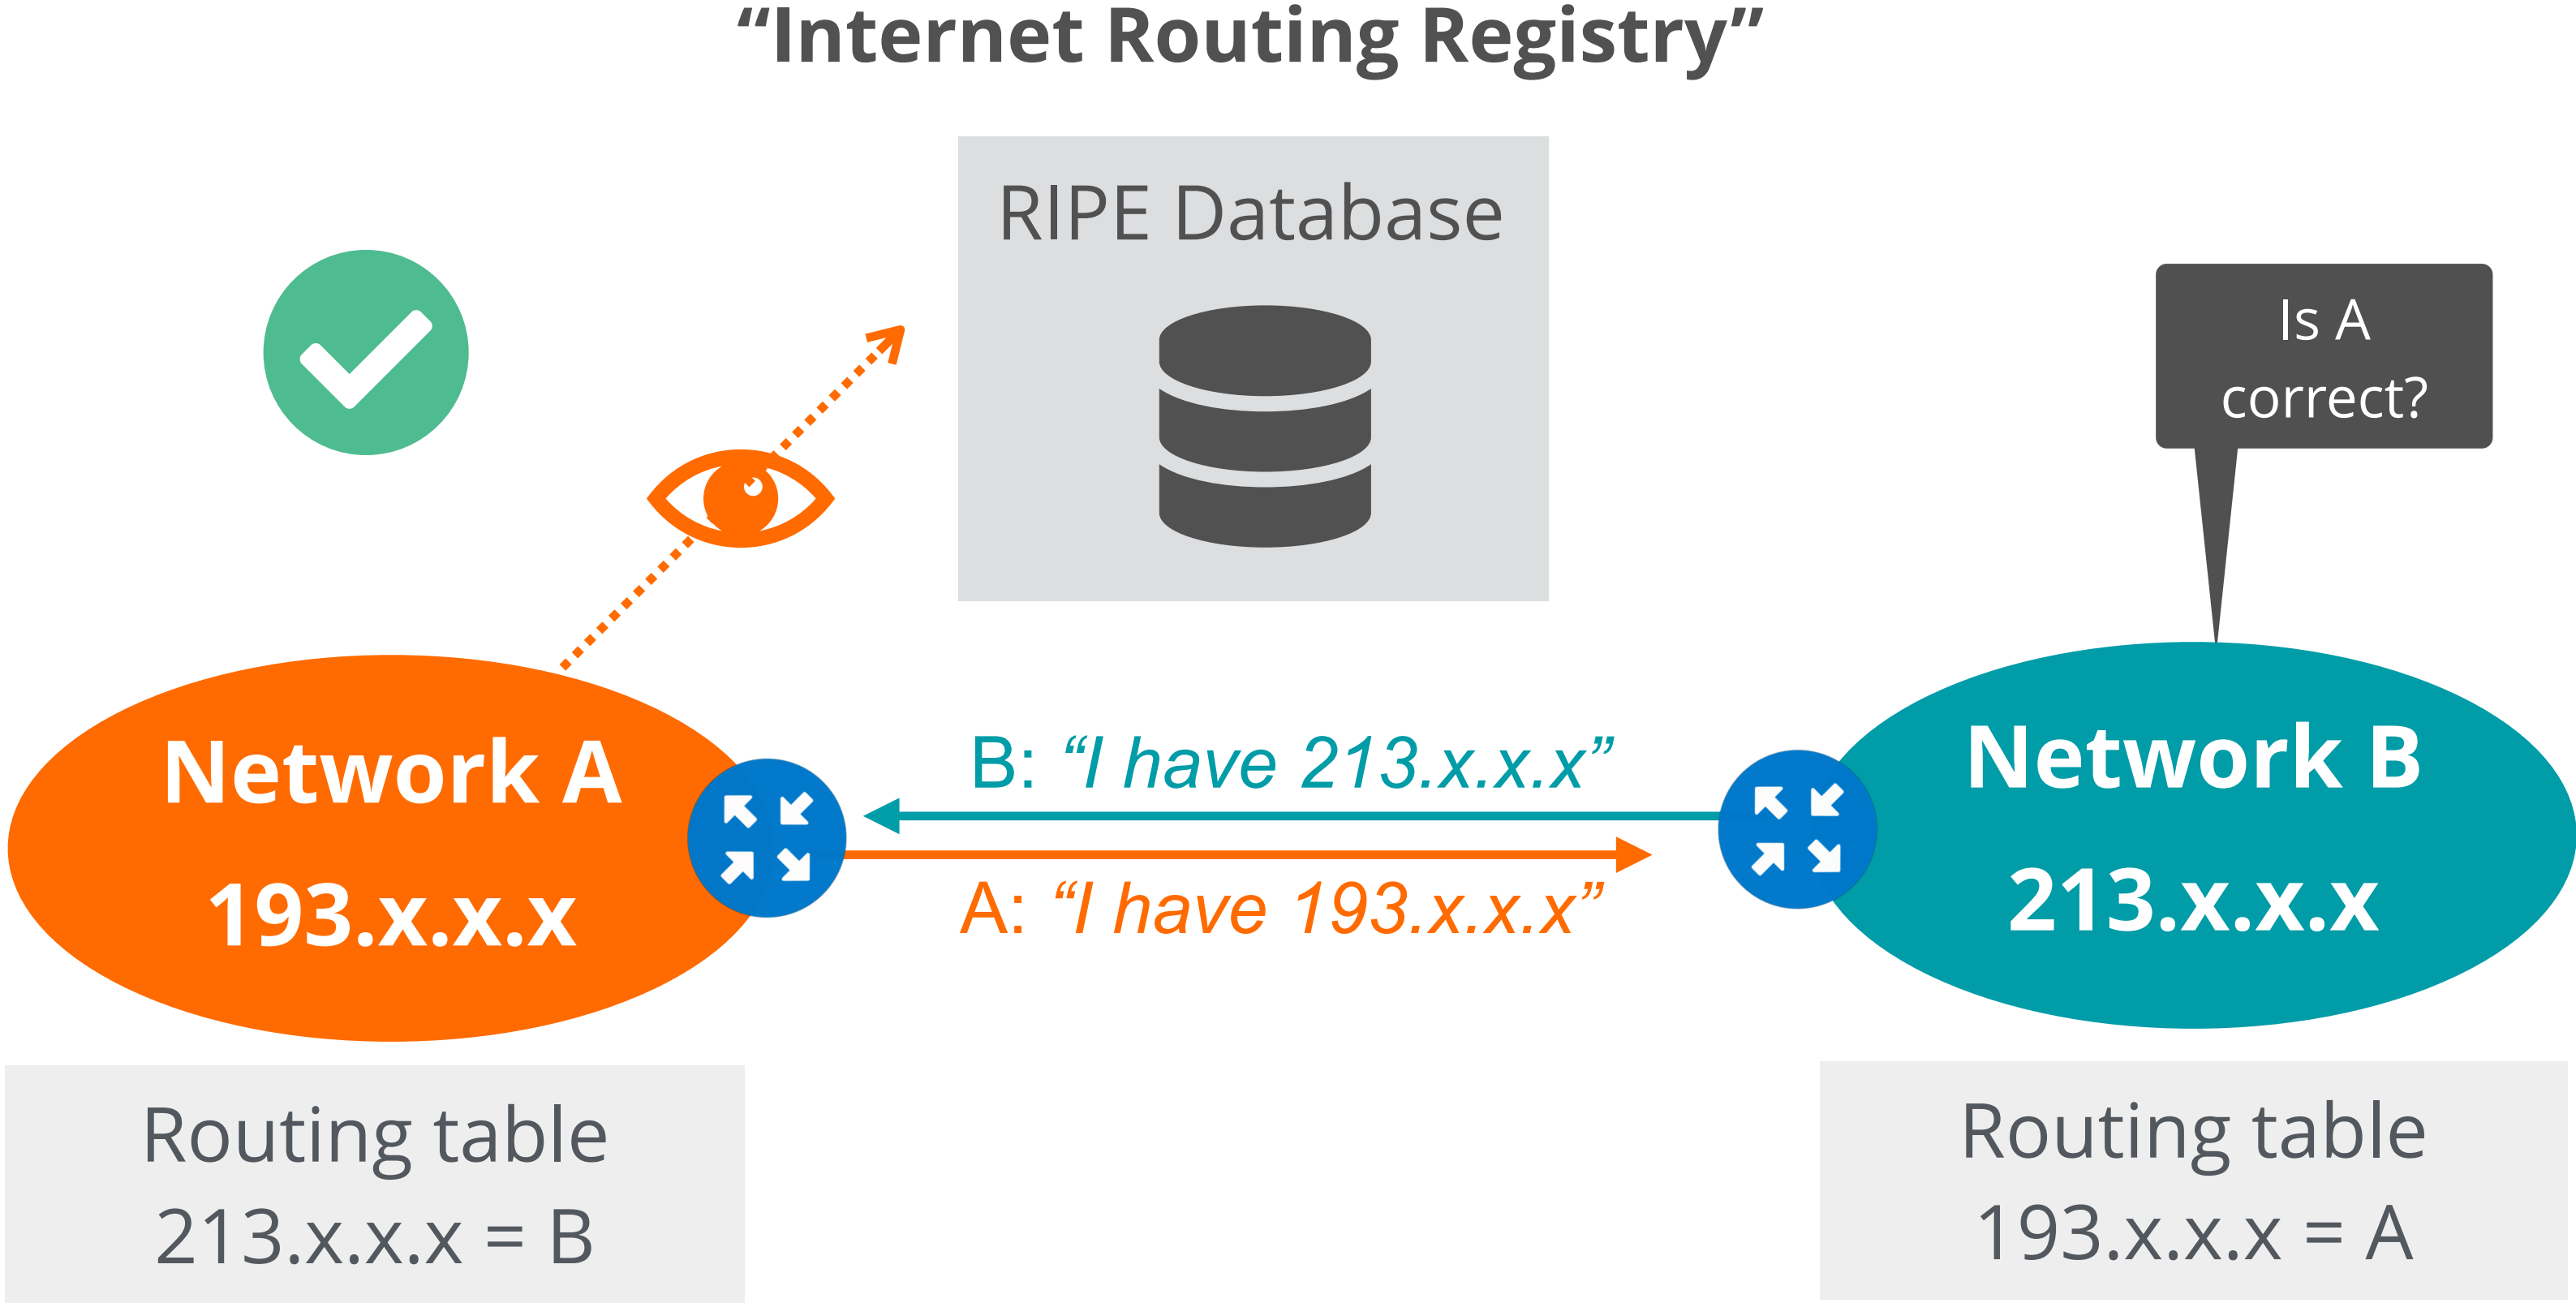 “Internet Routing Registry”
RIPE Database
Is A
correct?
Network A
193.x.x.x
B: “I have 213.x.x.x”
A: “I have 193.x.x.x”
Network B
213.x.x.x
Routing table
213.x.x.x = B
Routing table
193.x.x.x = A